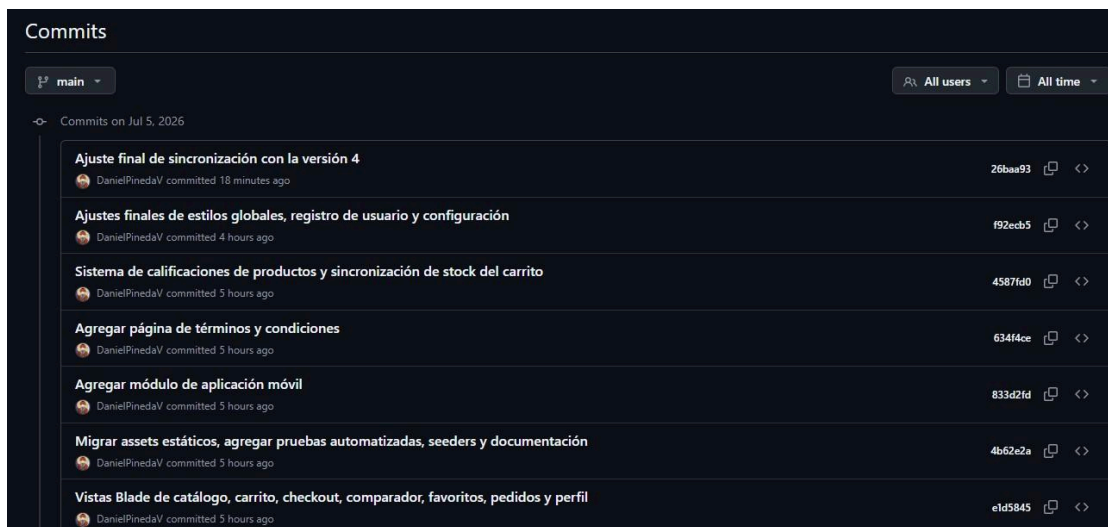 Commits
main
All users
All time
Commits on Jul 5, 2026
Ajuste final de sincronización con la versión 4
DanielPinedaV committed 18 minutes ago
26baa93
Ajustes finales de estilos globales, registro de usuario y configuración
DanielPinedaV committed 4 hours ago
f92ecb5
Sistema de calificaciones de productos y sincronización de stock del carrito
DanielPinedaV committed 5 hours ago
4587fd0
Agregar página de términos y condiciones
DanielPinedaV committed 5 hours ago
634f4ce
Agregar módulo de aplicación móvil
DanielPinedaV committed 5 hours ago
833d2fd
Migrar assets estáticos, agregar pruebas automatizadas, seeders y documentación
DanielPinedaV committed 5 hours ago
4b62e2a
Vistas Blade de catálogo, carrito, checkout, comparador, favoritos, pedidos y perfil
DanielPinedaV committed 5 hours ago
e1d5845